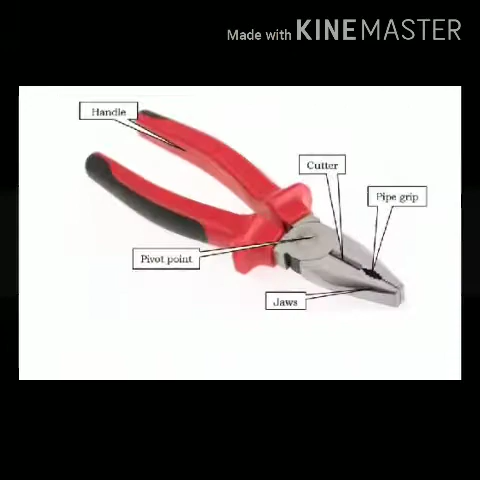 Made with KINEMASTER
Handle
Cutter
Pipe grip
Pivot point
Jaws